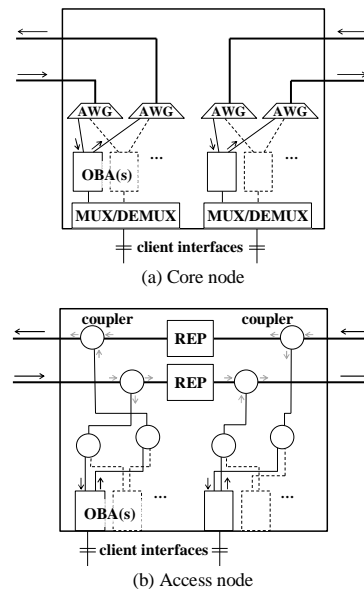 AWG AWG AWG AWG
... ...
OBA(s)
MUX/DEMUX MUX/DEMUX
client interfaces
(a) Core node
coupler coupler
REP
REP
... ...
OBA(s)
client interfaces
(b) Access node